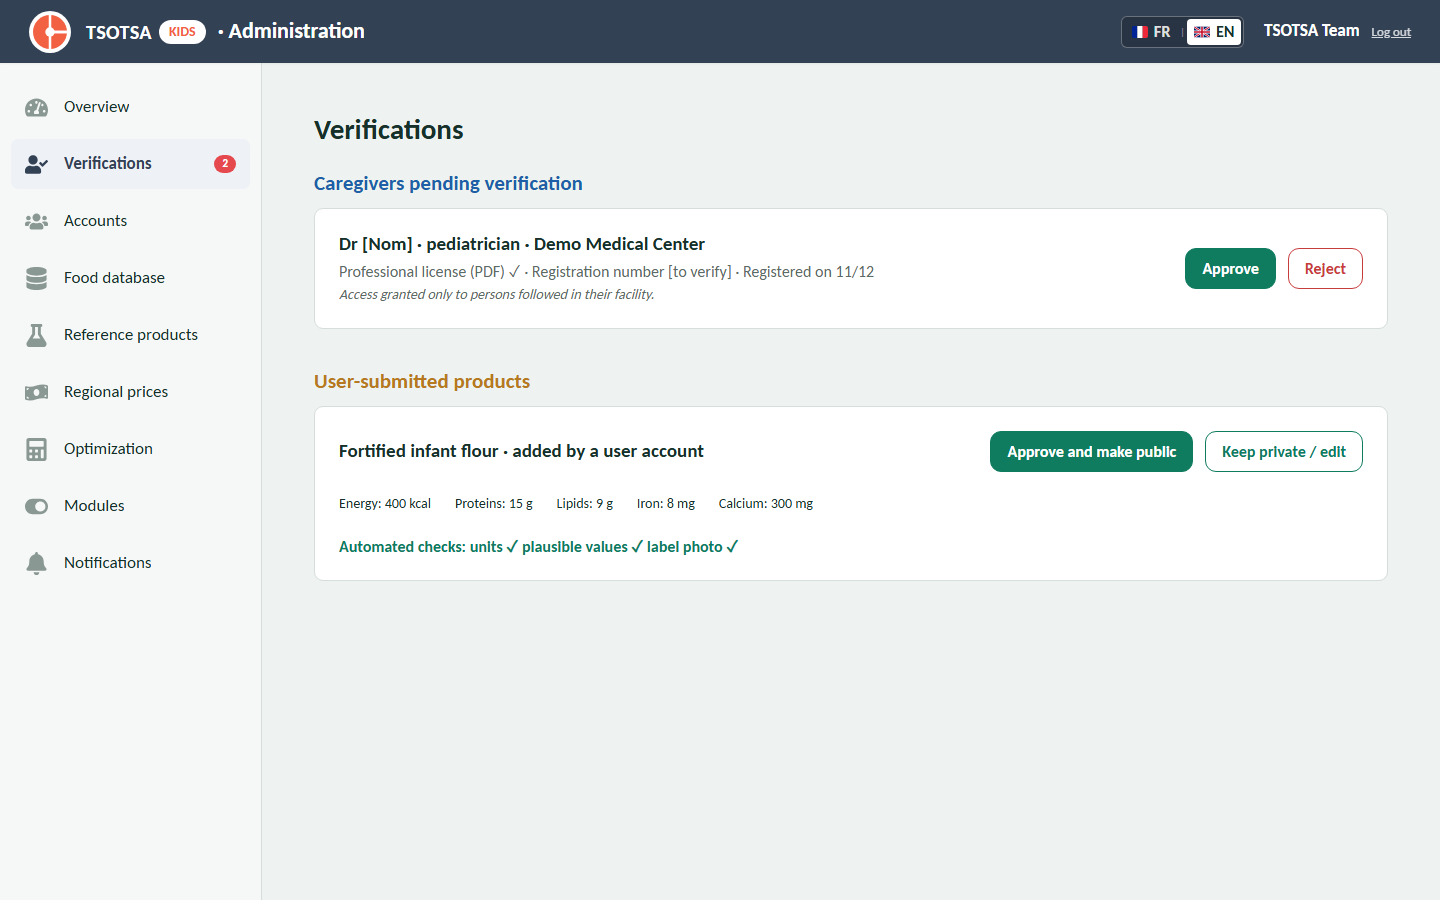 TSOTSA KIDS · Administration
FR | EN
TSOTSA Team Log out
Overview
Verifications 2
Accounts
Food database
Reference products
Regional prices
Optimization
Modules
Notifications
Verifications
Caregivers pending verification
Dr [Nom] · pediatrician · Demo Medical Center
Professional license (PDF) ✓ · Registration number [to verify] · Registered on 11/12
Access granted only to persons followed in their facility.
Approve
Reject
User-submitted products
Fortified infant flour · added by a user account
Approve and make public
Keep private / edit
Energy: 400 kcal Proteins: 15 g Lipids: 9 g Iron: 8 mg Calcium: 300 mg
Automated checks: units ✓ plausible values ✓ label photo ✓